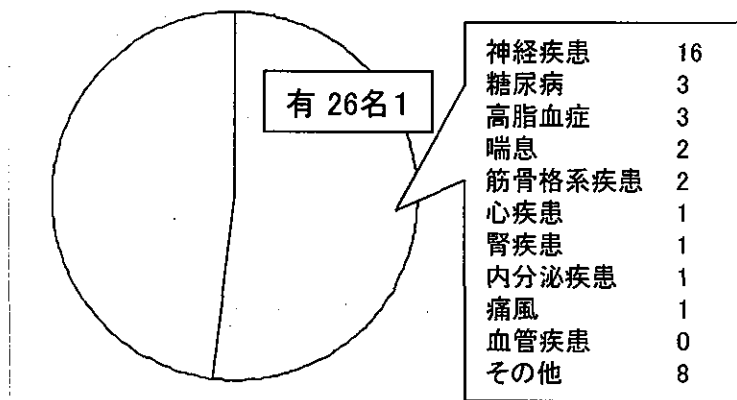 有 26名1
神経疾患 16
糖尿病 3
高脂血症 3
喘息 2
筋骨格系疾患 2
心疾患 1
腎疾患 1
内分泌疾患 1
痛風 1
血管疾患 0
その他 8